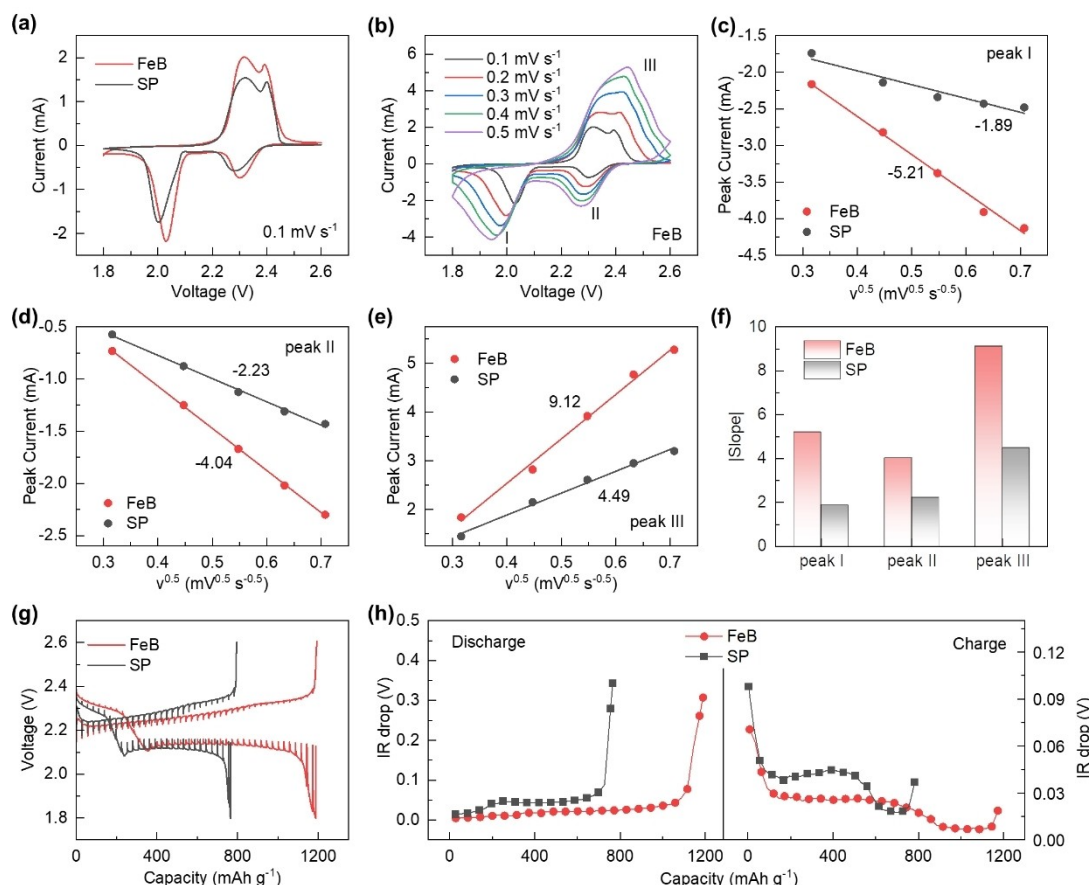 (a)
FeB
SP
Current (mA)
2
1
0
1
2
0.1 mV s⁻¹
1.8 2.0 2.2 2.4 2.6
Voltage (V)
(b)
0.1 mV s⁻¹
0.2 mV s⁻¹
0.3 mV s⁻¹
0.4 mV s⁻¹
0.5 mV s⁻¹
III
II
I
FeB
Current (mA)
6
4
2
0
-2
-4
1.8 2.0 2.2 2.4 2.6
Voltage (V)
(c)
peak I
-1.89
-5.21
FeB
SP
Peak Current (mA)
-1.5
-2.0
-2.5
-3.0
-3.5
-4.0
-4.5
0.3 0.4 0.5 0.6 0.7
v⁰·⁵ (mV⁰·⁵ s⁻⁰·⁵)
(d)
peak II
-2.23
-4.04
FeB
SP
Peak Current (mA)
-0.5
-1.0
-1.5
-2.0
-2.5
0.3 0.4 0.5 0.6 0.7
v⁰·⁵ (mV⁰·⁵ s⁻⁰·⁵)
(e)
FeB
SP
9.12
4.49
peak III
Peak Current (mA)
5
4
3
2
0.3 0.4 0.5 0.6 0.7
v⁰·⁵ (mV⁰·⁵ s⁻⁰·⁵)
(f)
FeB
SP
|Slope|
10
8
6
4
2
0
peak I peak II peak III
(g)
FeB
SP
Voltage (V)
2.6
2.4
2.2
2.0
1.8
0 400 800 1200
Capacity (mAh g⁻¹)
(h)
Discharge
FeB
SP
Charge
IR drop (V)
0.5
0.4
0.3
0.2
0.1
0.0
0.12
0.09
0.06
0.03
0.00
IR drop (V)
0 400 800 1200 0 400 800 1200
Capacity (mAh g⁻¹)